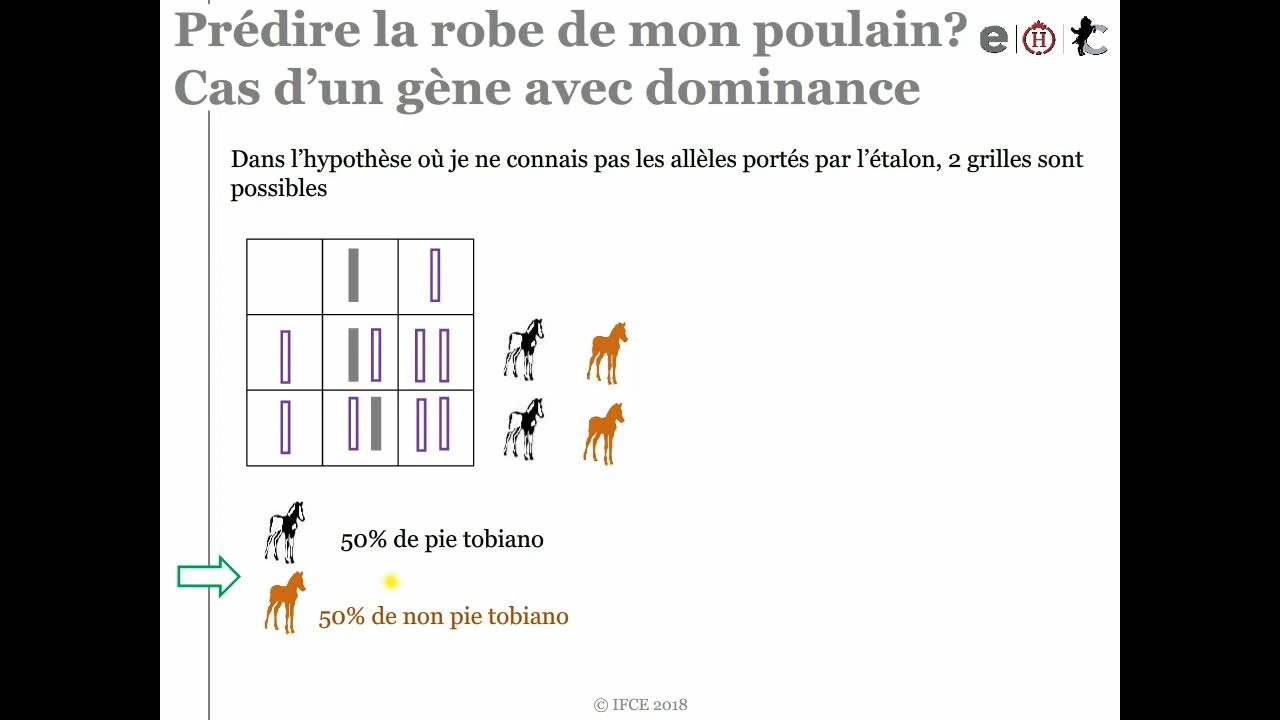 Prédire la robe de mon poulain?
Cas d’un gène avec dominance
e H C
Dans l’hypothèse où je ne connais pas les allèles portés par l’étalon, 2 grilles sont
possibles
50% de pie tobiano
50% de non pie tobiano
© IFCE 2018